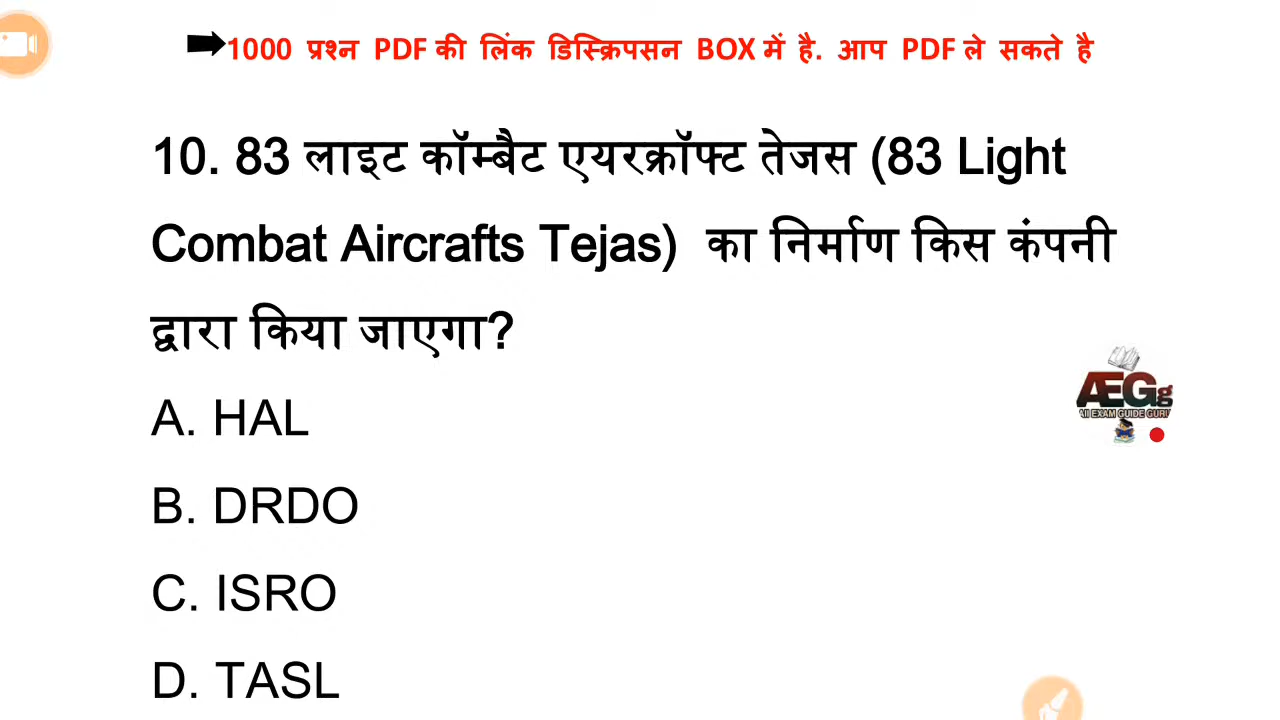 1000 प्रश्न PDF की लिंक डिस्क्रिपसन BOX में है. आप PDF ले सकते है
10. 83 लाइट कॉम्बैट एयरक्रॉफ्ट तेजस (83 Light
Combat Aircrafts Tejas) का निर्माण किस कंपनी
द्वारा किया जाएगा?
A. HAL
ÆGg
All EXAM GUIDE GURU
B. DRDO
C. ISRO
D. TASL